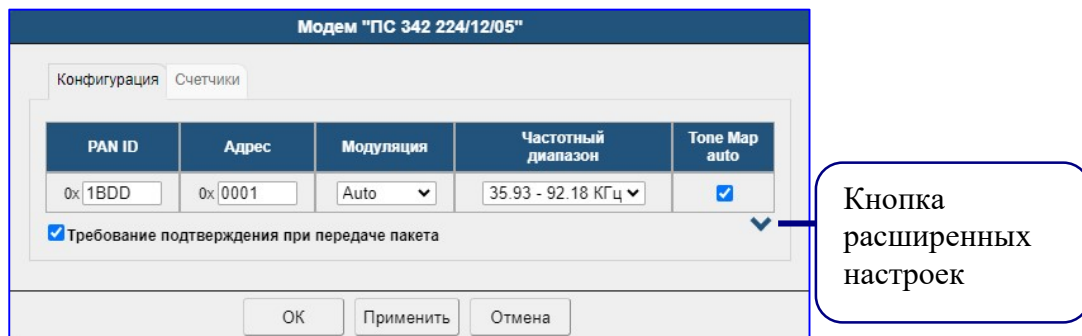 Модем "ПС 342 224/12/05"
Конфигурация Счетчики
PAN ID Адрес Модуляция Частотный диапазон Tone Map auto
0x 1BDD 0x 0001 Auto 35.93 - 92.18 КГц
Требование подтверждения при передаче пакета
ОК Применить Отмена
Кнопка
расширенных
настроек